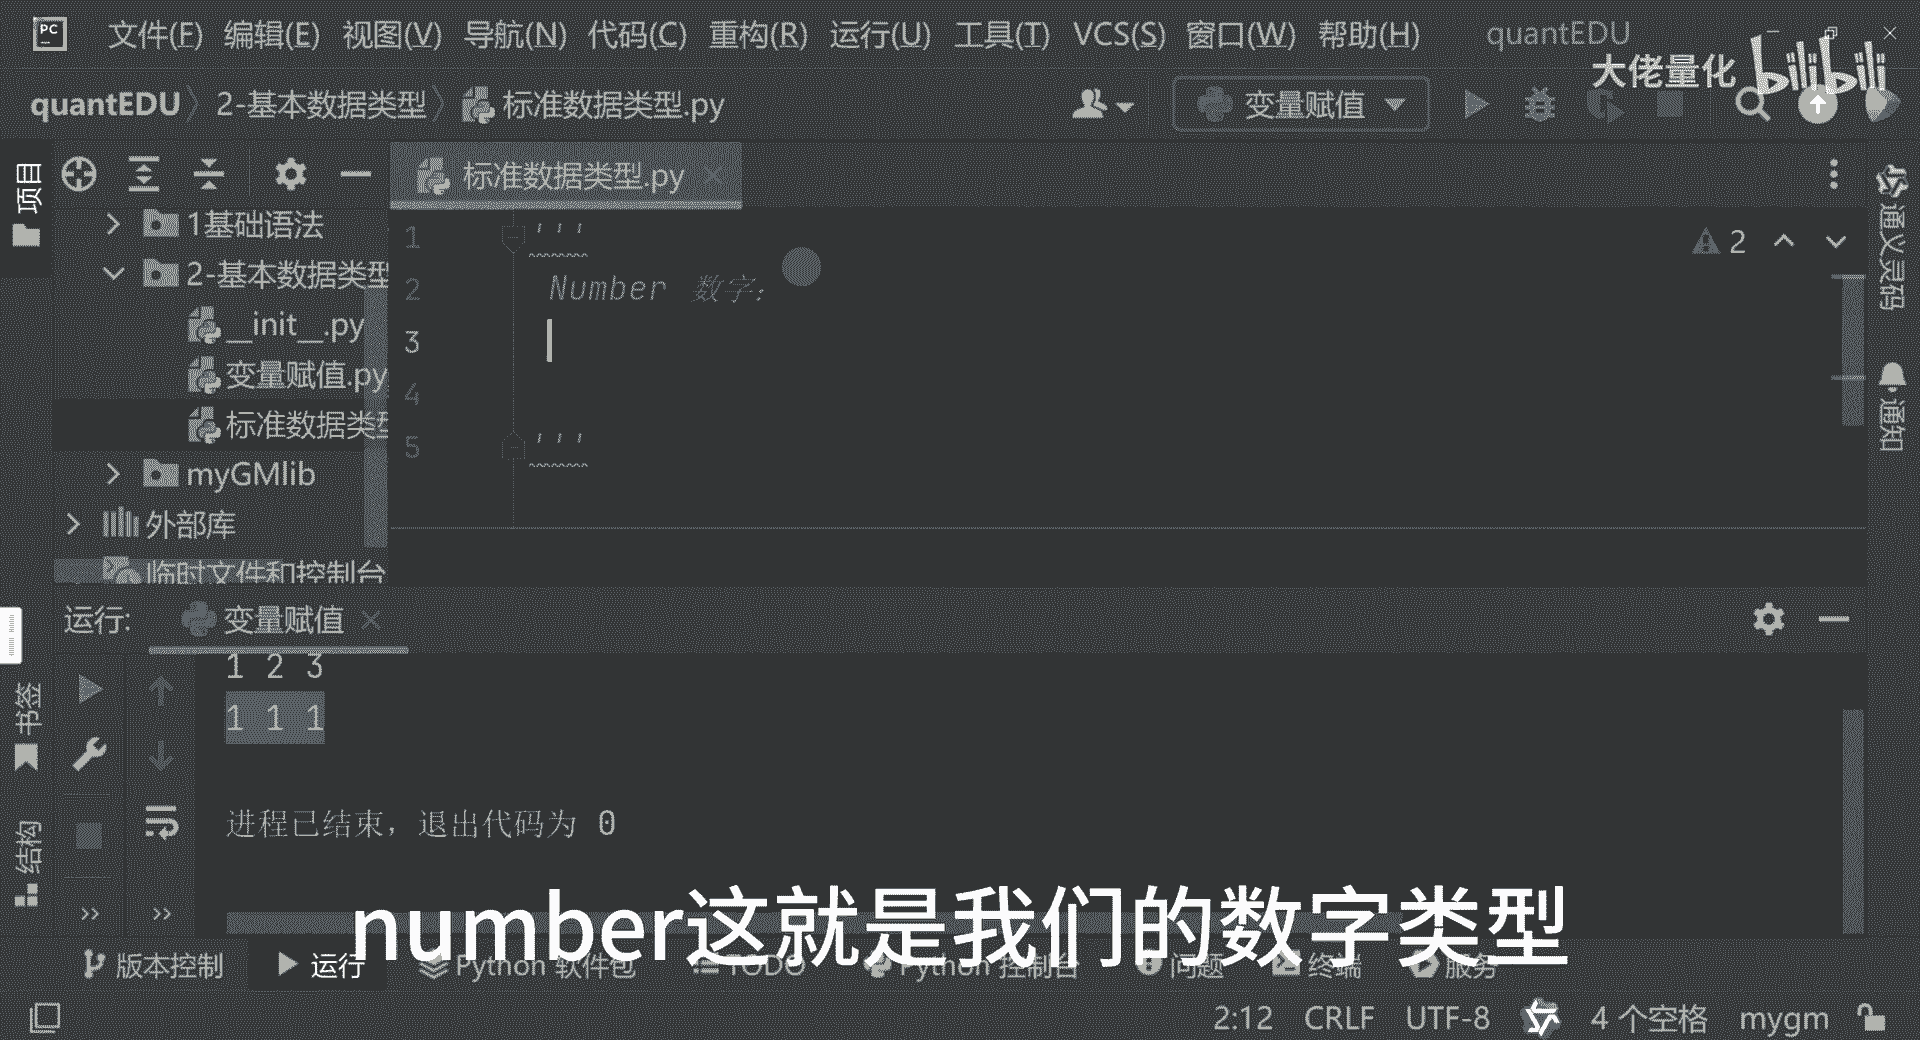 文件(F) 编辑(E) 视图(V) 导航(N) 代码(C) 重构(R) 运行(U) 工具(T) VCS(S) 窗口(W) 帮助(H) quantEDU
大佬量化 bilibili
quantEDU 2-基本数据类型 标准数据类型.py 变量赋值
项目
标准数据类型.py
1基础语法
2-基本数据类型
__init__.py
变量赋值.py
标准数据类型
myGMlib
外部库
临时文件和控制台
1 '''
2 Number 数字:
3
4
5 '''
2
通义灵码
通知
运行: 变量赋值
1 2 3
1 1 1
进程已结束，退出代码为 0
书签
结构
number这就是我们的数字类型
版本控制 运行 Python 软件包 TODO Python 控制台 问题 终端 服务
2:12 CRLF UTF-8 4 个空格 mygm